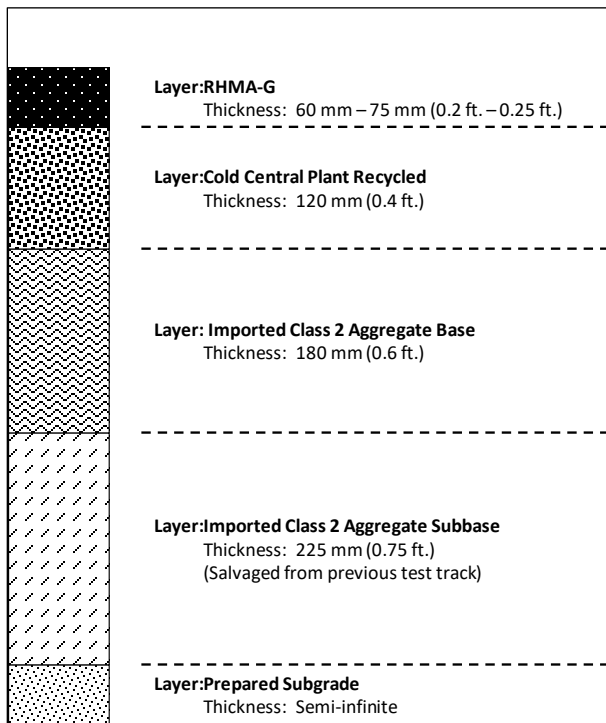 Layer:RHMA-G
Thickness: 60 mm – 75 mm (0.2 ft. – 0.25 ft.)
Layer:Cold Central Plant Recycled
Thickness: 120 mm (0.4 ft.)
Layer: Imported Class 2 Aggregate Base
Thickness: 180 mm (0.6 ft.)
Layer:Imported Class 2 Aggregate Subbase
Thickness: 225 mm (0.75 ft.)
(Salvaged from previous test track)
Layer:Prepared Subgrade
Thickness: Semi-infinite